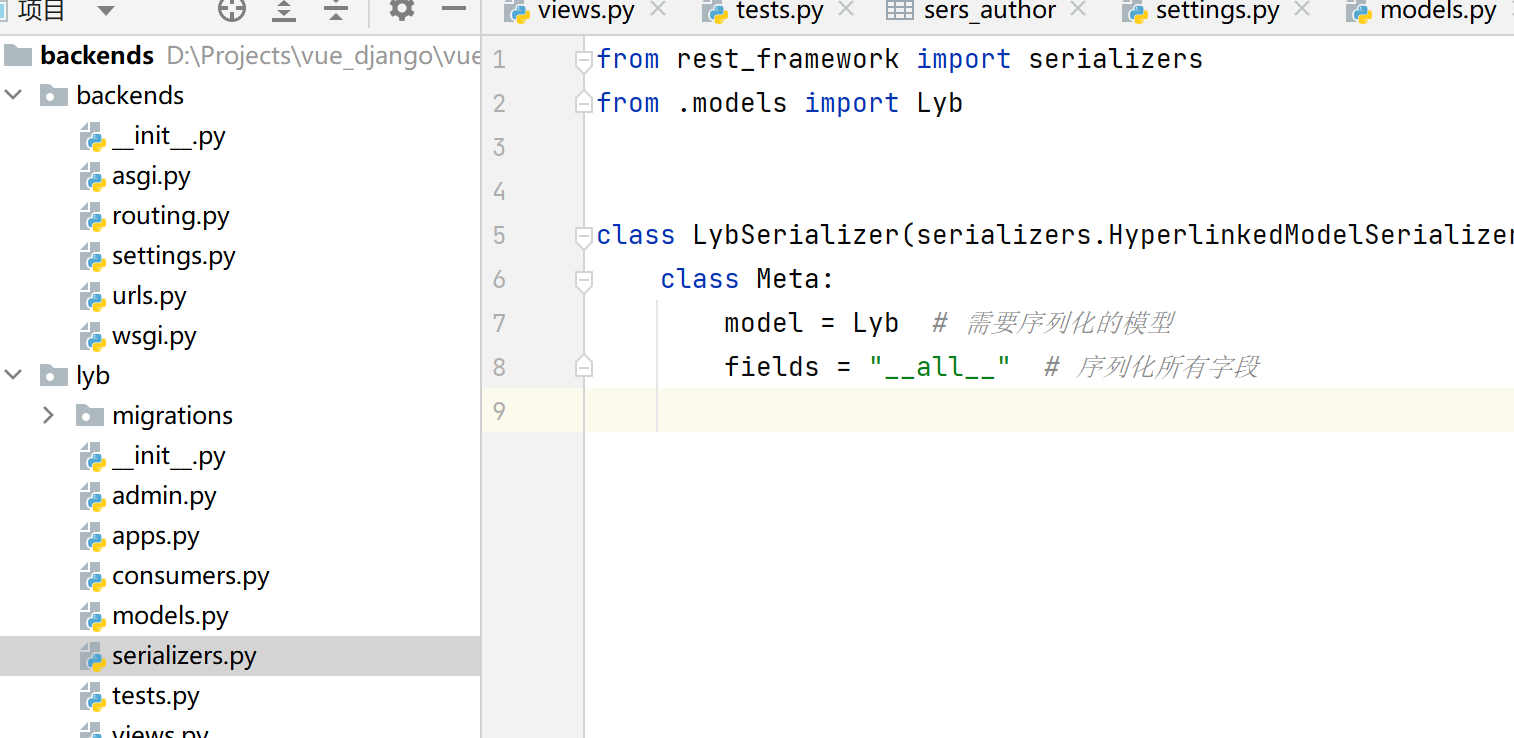 项目
views.py
tests.py
sers_author
settings.py
models.py
backends D:\Projects\vue_django\vue
backends
__init__.py
asgi.py
routing.py
settings.py
urls.py
wsgi.py
lyb
migrations
__init__.py
admin.py
apps.py
consumers.py
models.py
serializers.py
tests.py
views.py
1 from rest_framework import serializers
2 from .models import Lyb
3
4
5 class LybSerializer(serializers.HyperlinkedModelSerializer
6 class Meta:
7 model = Lyb # 需要序列化的模型
8 fields = "__all__" # 序列化所有字段
9